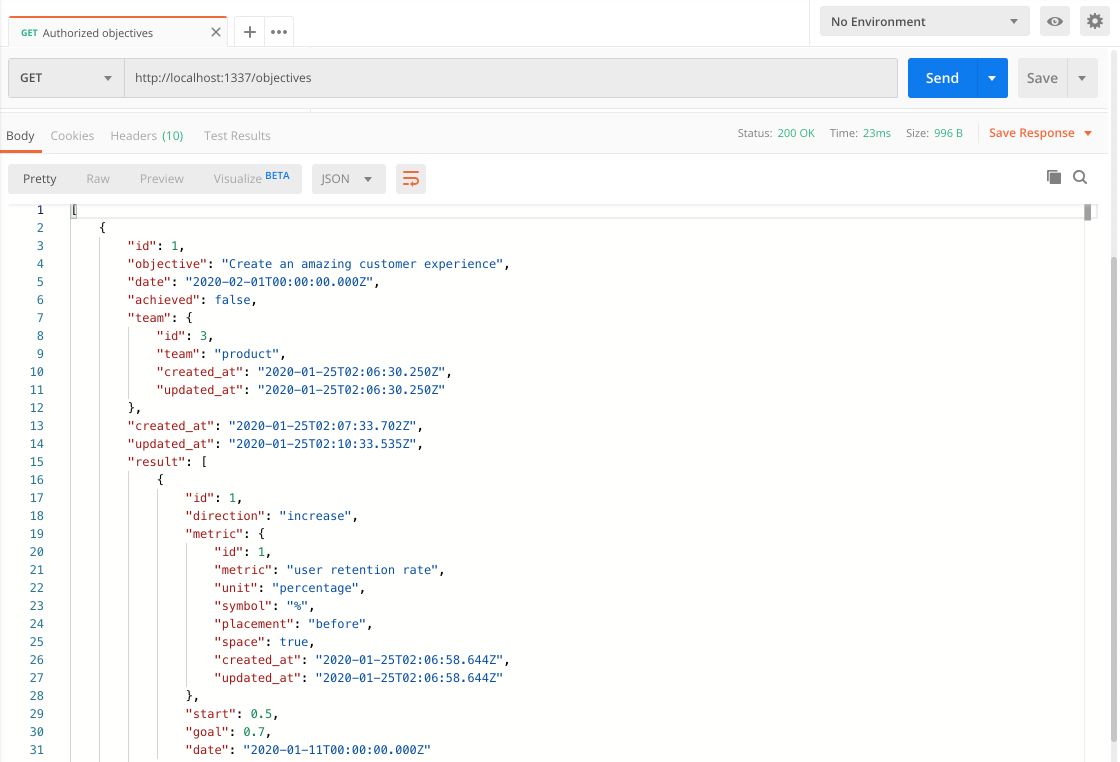 GET Authorized objectives
No Environment
GET http://localhost:1337/objectives Send Save
Body Cookies Headers (10) Test Results Status: 200 OK Time: 23ms Size: 996 B Save Response
Pretty Raw Preview Visualize BETA JSON
1 [
2 {
3 "id": 1,
4 "objective": "Create an amazing customer experience",
5 "date": "2020-02-01T00:00:00.000Z",
6 "achieved": false,
7 "team": {
8 "id": 3,
9 "team": "product",
10 "created_at": "2020-01-25T02:06:30.250Z",
11 "updated_at": "2020-01-25T02:06:30.250Z"
12 },
13 "created_at": "2020-01-25T02:07:33.702Z",
14 "updated_at": "2020-01-25T02:10:33.535Z",
15 "result": [
16 {
17 "id": 1,
18 "direction": "increase",
19 "metric": {
20 "id": 1,
21 "metric": "user retention rate",
22 "unit": "percentage",
23 "symbol": "%",
24 "placement": "before",
25 "space": true,
26 "created_at": "2020-01-25T02:06:58.644Z",
27 "updated_at": "2020-01-25T02:06:58.644Z"
28 },
29 "start": 0.5,
30 "goal": 0.7,
31 "date": "2020-01-11T00:00:00.000Z"